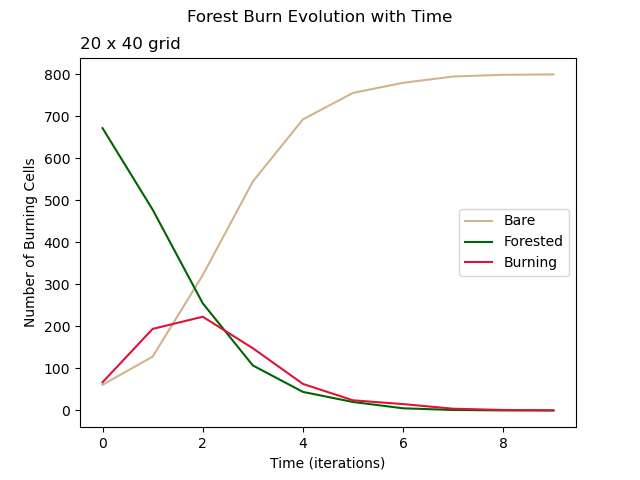 Forest Burn Evolution with Time
20 x 40 grid
800
700
600
500
400
300
200
100
0
Number of Burning Cells
Bare
Forested
Burning
0 2 4 6 8
Time (iterations)